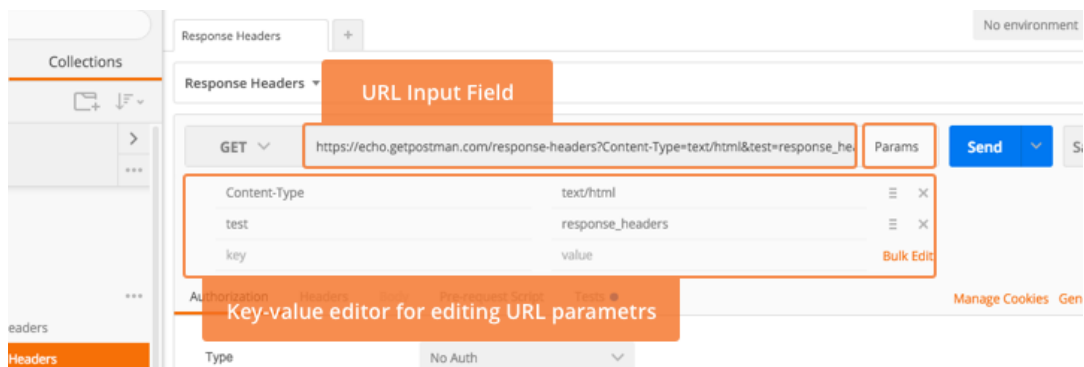 Response Headers
+
No environment
Collections
Response Headers
URL Input Field
GET
https://echo.getpostman.com/response-headers?Content-Type=text/html&test=response_he
Params
Send
Content-Type
text/html
test
response_headers
key
value
Bulk Edit
Authorization Headers Body Pre-request Script Tests
Manage Cookies
Key-value editor for editing URL parametrs
eaders
Headers
Type
No Auth